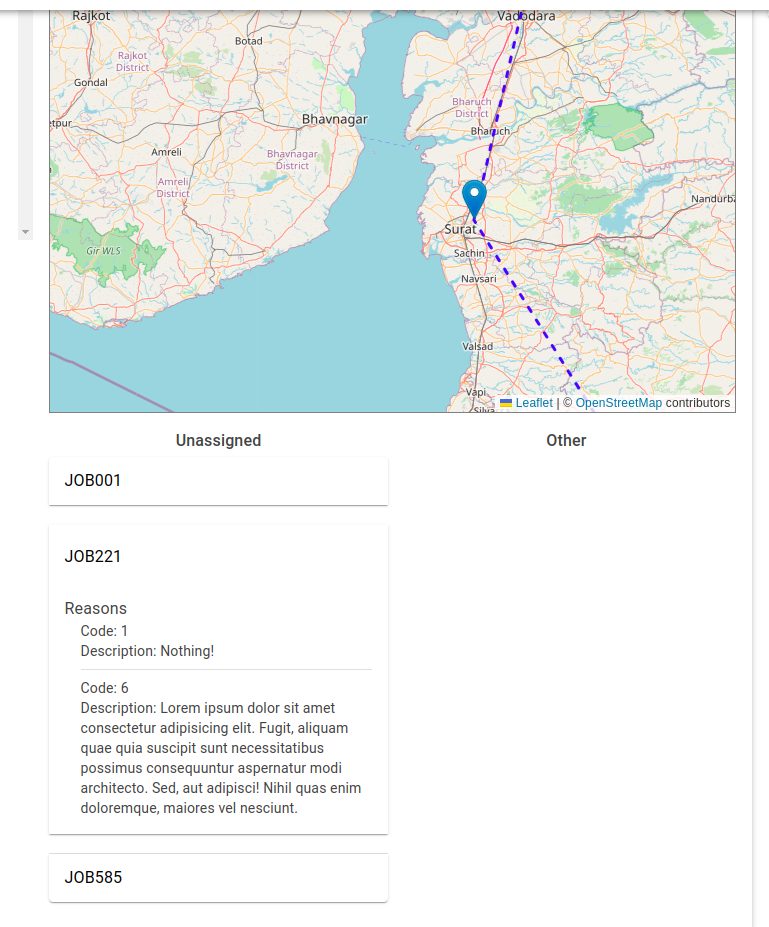 Rajkot
Vadodara
Botad
Rajkot
District
Gondal
Bharuch
District
Bhavnagar
Bharuch
etpur
Amreli
Bhavnagar
District
Amreli
District
Nandurba
Surat
Gir WLS
Sachin
Navsari
Valsad
Vapi
Silva
Leaflet | © OpenStreetMap contributors
Unassigned
Other
JOB001
JOB221
Reasons
Code: 1
Description: Nothing!
Code: 6
Description: Lorem ipsum dolor sit amet
consectetur adipisicing elit. Fugit, aliquam
quae quia suscipit sunt necessitatibus
possimus consequuntur aspernatur modi
architecto. Sed, aut adipisci! Nihil quas enim
doloremque, maiores vel nesciunt.
JOB585